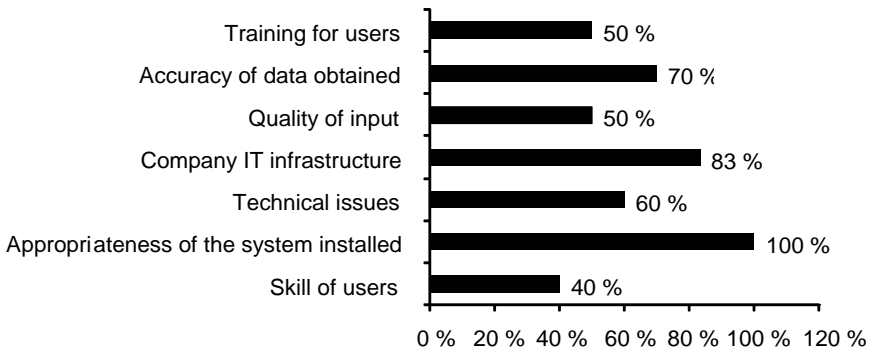 Training for users 50 %
Accuracy of data obtained 70 %
Quality of input 50 %
Company IT infrastructure 83 %
Technical issues 60 %
Appropriateness of the system installed 100 %
Skill of users 40 %
0 % 20 % 40 % 60 % 80 % 100 % 120 %